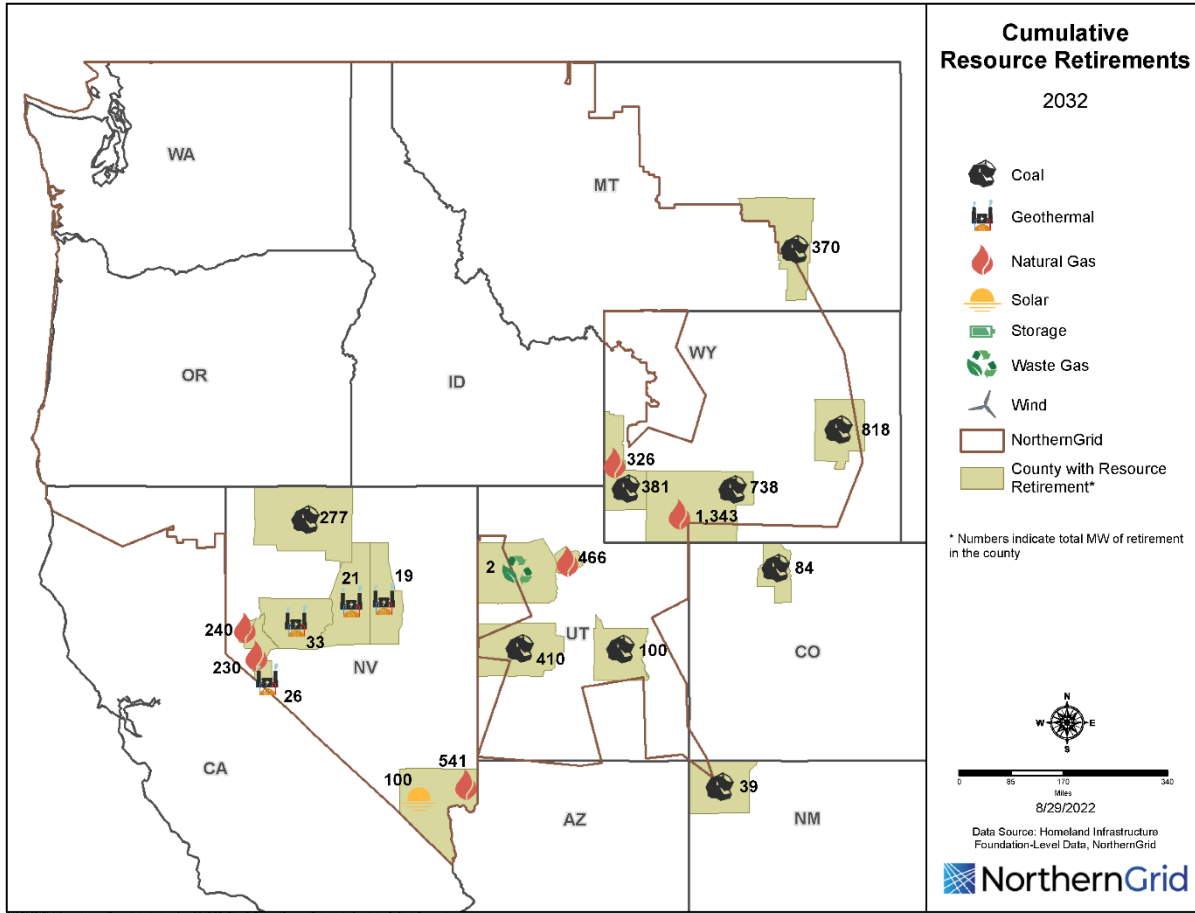 WA
MT
370
OR
ID
WY
818
326
381
738
1,343
277
2
466
84
21
19
240
33
UT
410
100
CO
230
NV
26
CA
541
100
39
AZ
NM
Cumulative
Resource Retirements
2032
Coal
Geothermal
Natural Gas
Solar
Storage
Waste Gas
Wind
NorthernGrid
County with Resource
Retirement*
* Numbers indicate total MW of retirement
in the county
N
W
E
S
0 85 170 340
Miles
8/29/2022
Data Source: Homeland Infrastructure
Foundation-Level Data, NorthernGrid
NorthernGrid